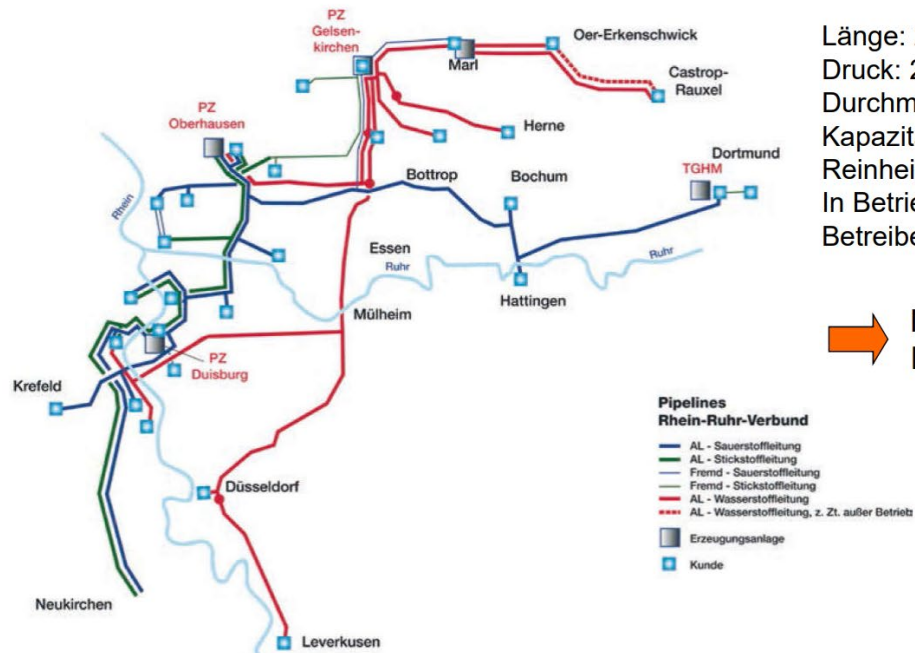 PZ
Gelsen-
kirchen
Oer-Erkenschwick
Marl
Castrop-
Rauxel
PZ
Oberhausen
Herne
Dortmund
TGHM
Bottrop
Bochum
Rhein
Essen
Ruhr
Ruhr
Hattingen
Mülheim
PZ
Duisburg
Krefeld
Düsseldorf
Neukirchen
Leverkusen
Länge:
Druck: 2
Durchm
Kapazit
Reinhei
In Betrie
Betreibe
Pipelines
Rhein-Ruhr-Verbund
AL - Sauerstoffleitung
AL - Stickstoffleitung
Fremd - Sauerstoffleitung
Fremd - Stickstoffleitung
AL - Wasserstoffleitung
AL - Wasserstoffleitung, z. Zt. außer Betrieb
Erzeugungsanlage
Kunde